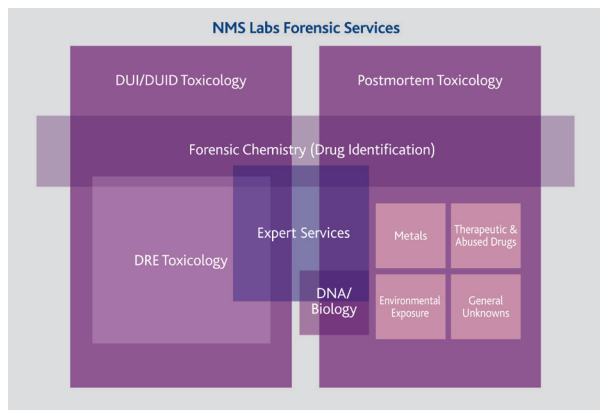 NMS Labs Forensic Services
DUI/DUID Toxicology
Postmortem Toxicology
Forensic Chemistry (Drug Identification)
Expert Services
DRE Toxicology
DNA/
Biology
Metals
Therapeutic &
Abused Drugs
Environmental
Exposure
General
Unknowns